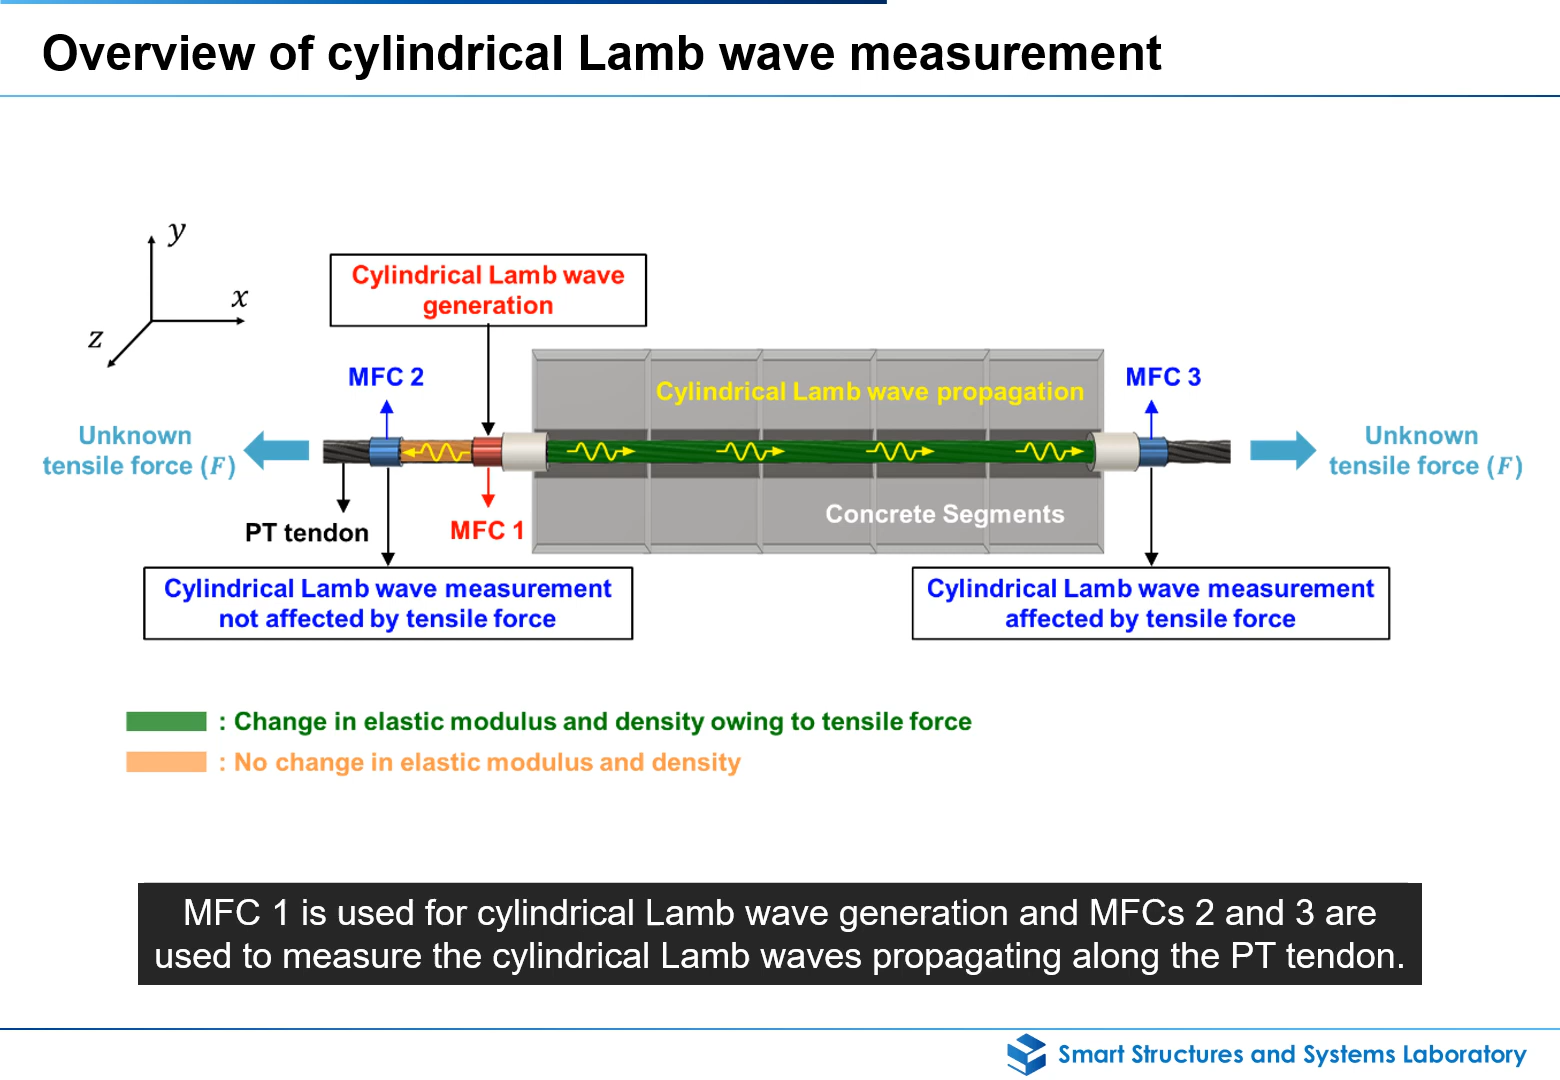 Overview of cylindrical Lamb wave measurement
y
x
z
Cylindrical Lamb wave
generation
MFC 2
MFC 3
Cylindrical Lamb wave propagation
Unknown
tensile force (F)
Unknown
tensile force (F)
PT tendon
MFC 1
Concrete Segments
Cylindrical Lamb wave measurement
not affected by tensile force
Cylindrical Lamb wave measurement
affected by tensile force
: Change in elastic modulus and density owing to tensile force
: No change in elastic modulus and density
MFC 1 is used for cylindrical Lamb wave generation and MFCs 2 and 3 are
used to measure the cylindrical Lamb waves propagating along the PT tendon.
Smart Structures and Systems Laboratory